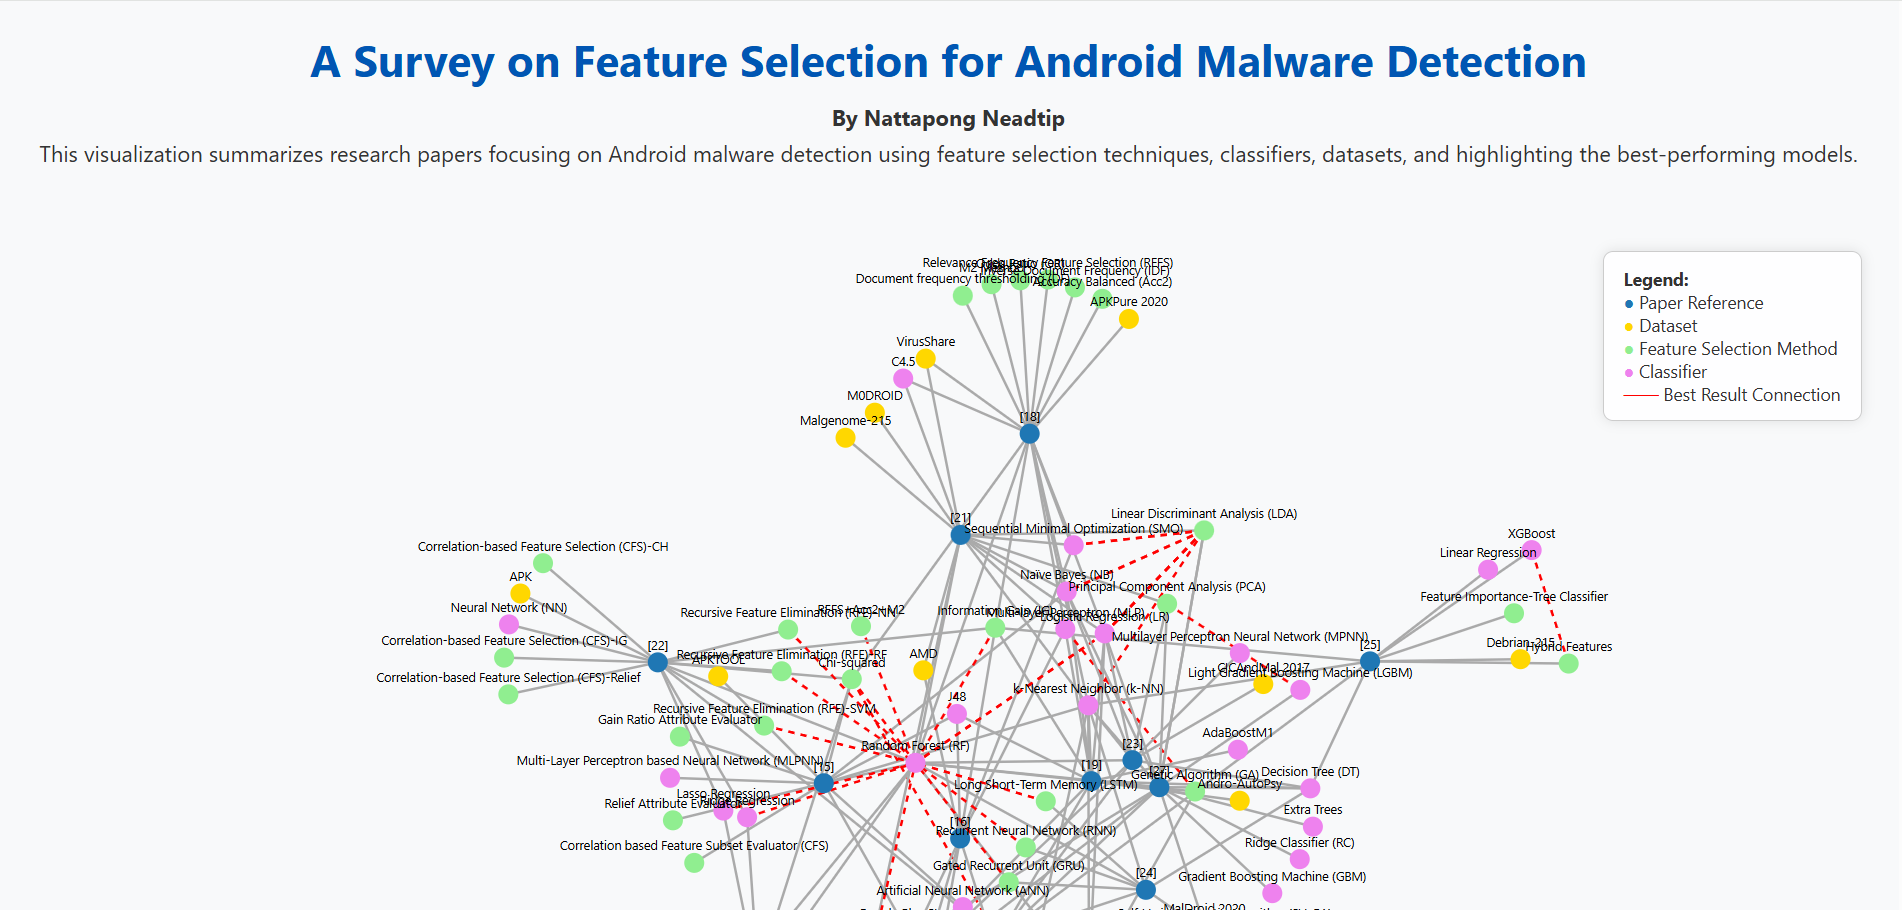 A Survey on Feature Selection for Android Malware Detection
By Nattapong Neadtip
This visualization summarizes research papers focusing on Android malware detection using feature selection techniques, classifiers, datasets, and highlighting the best-performing models.
Legend:
Paper Reference
Dataset
Feature Selection Method
Classifier
Best Result Connection
Relevance Frequency Feature Selection (RFFS)
Inverse Document Frequency (IDF)
Document frequency thresholding (DF)
Accuracy Balanced (Acc2)
APKPure 2020
VirusShare
C4.5
M0DROID
Malgenome-215
[18]
Linear Discriminant Analysis (LDA)
[21]
Sequential Minimal Optimization (SMO)
XGBoost
Linear Regression
Correlation-based Feature Selection (CFS)-CH
APK
Naïve Bayes (NB)
Principal Component Analysis (PCA)
Feature Importance-Tree Classifier
Neural Network (NN)
Recursive Feature Elimination (RFE)-NN
RFFS+Acc2+M2
Information Gain (IG)
Multi-layer Perceptron (MLP)
Logistic Regression (LR)
Multilayer Perceptron Neural Network (MPNN)
Correlation-based Feature Selection (CFS)-IG
[22]
[25]
Debrian-215
Hybrid-Features
Recursive Feature Elimination (RFE)-RF
APKTOOL
Chi-squared
AMD
CICAndMal 2017
Light Gradient Boosting Machine (LGBM)
Correlation-based Feature Selection (CFS)-Relief
k-Nearest Neighbor (k-NN)
J48
Recursive Feature Elimination (RFE)-SVM
Gain Ratio Attribute Evaluator
AdaBoostM1
Random Forest (RF)
[23]
Multi-Layer Perceptron based Neural Network (MLPNN)
[15]
[19]
[27]
Genetic Algorithm (GA)
Decision Tree (DT)
Long Short-Term Memory (LSTM)
Andro-AutoPsy
Lasso Regression
Relief Attribute Evaluator
Ridge Regression
Extra Trees
[16]
Recurrent Neural Network (RNN)
Ridge Classifier (RC)
Correlation based Feature Subset Evaluator (CFS)
Gated Recurrent Unit (GRU)
[24]
Gradient Boosting Machine (GBM)
Artificial Neural Network (ANN)
MalDroid 2020